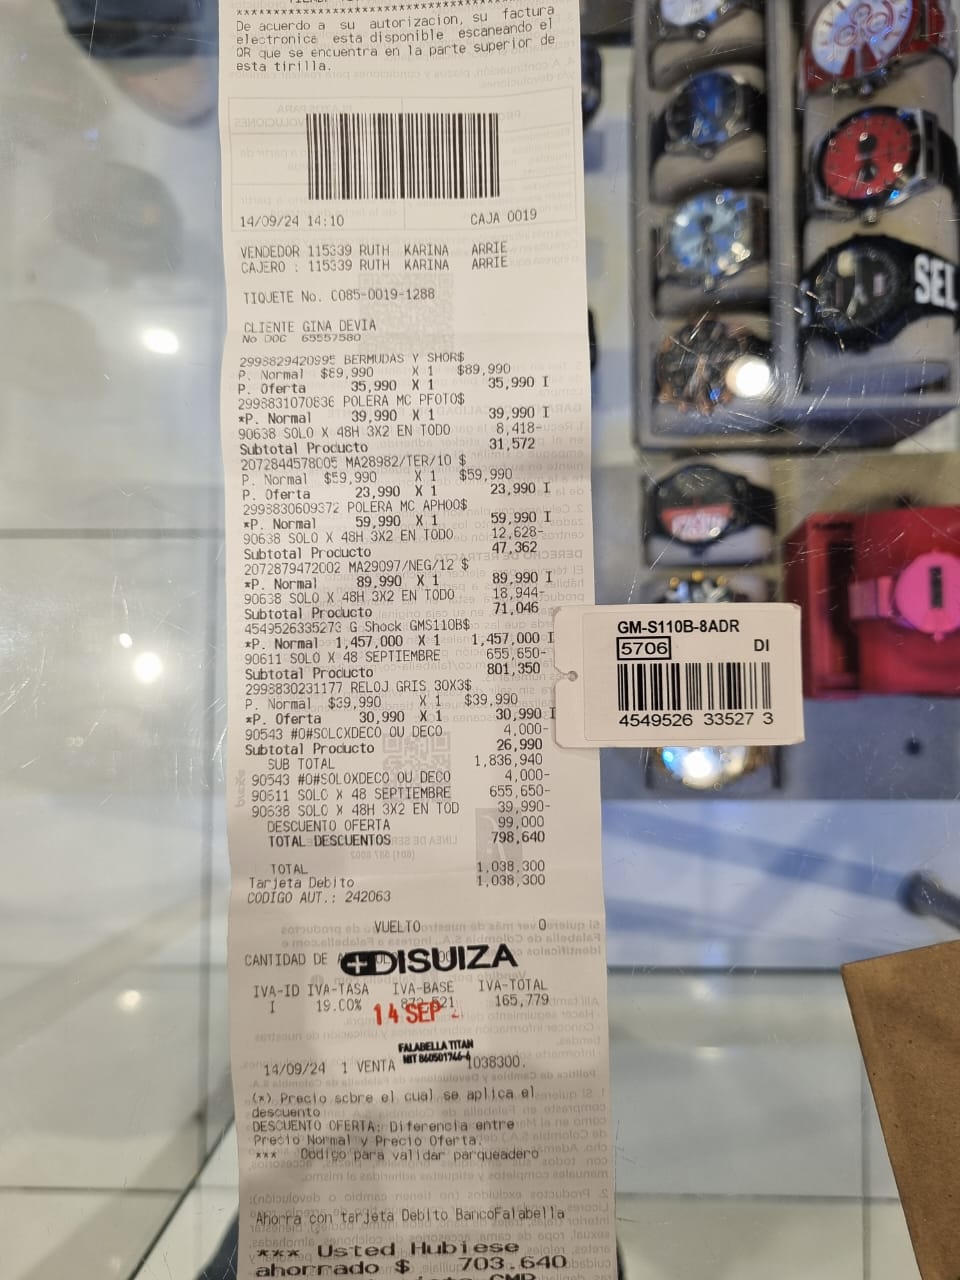 ********************************
De acuerdo a su autorizacion, su factura
electronica esta disponible escaneando el
QR que se encuentra en la parte superior de
esta tirilla.
14/09/24 14:10 CAJA 0019
VENDEDOR 115339 RUTH KARINA ARRIE
CAJERO : 115339 RUTH KARINA ARRIE
TIQUETE No. C085-0019-1288
CLIENTE GINA DEVIA
No DOC 65557580
2998829420995 BERMUDAS Y SHOR$
P. Normal $89,990 X 1 $89,990
P. Oferta 35,990 X 1 35,990 I
2998831070836 POLERA MC PFOTO$
*P. Normal 39,990 X 1 39,990 I
90638 SOLO X 48H 3X2 EN TODO 8,418-
Subtotal Producto 31,572
2072844578005 MA28982/TER/10 $
P. Normal $59,990 X 1 $59,990
P. Oferta 23,990 X 1 23,990 I
2998830609372 POLERA MC APHOO$
*P. Normal 59,990 X 1 59,990 I
90638 SOLO X 48H 3X2 EN TODO 12,628-
Subtotal Producto 47,362
2072879472002 MA29097/NEG/12 $
*P. Normal 89,990 X 1 89,990 I
90638 SOLO X 48H 3X2 EN TODO 18,944-
Subtotal Producto 71,046
4549526335273 G Shock GMS110B$
*P. Normal 1,457,000 X 1 1,457,000 I
90611 SOLO X 48 SEPTIEMBRE 655,650-
Subtotal Producto 801,350
2998830231177 RELOJ GRIS 30X3$
P. Normal $39,990 X 1 $39,990
*P. Oferta 30,990 X 1 30,990 I
90543 #O#SOLCXDECO OU DECO 4,000-
Subtotal Producto 26,990
SUB TOTAL 1,836,940
90543 #O#SOLOXDECO OU DECO 4,000-
90611 SOLO X 48 SEPTIEMBRE 655,650-
90638 SOLO X 48H 3X2 EN TOD 39,990-
DESCUENTO OFERTA 99,000
TOTAL DESCUENTOS 798,640
TOTAL 1,038,300
Tarjeta Debito 1,038,300
CODIGO AUT.: 242063
VUELTO 0
CANTIDAD DE
DISUIZA
IVA-ID IVA-TASA IVA-BASE IVA-TOTAL
I 19.00% 165,779
14 SEP
FALABELLA TITAN
NIT 860501746-4
14/09/24 1 VENTA 1038300.
(*) Precio sobre el cual se aplica el
descuento
DESCUENTO OFERTA: Diferencia entre
Precio Normal y Precio Oferta.
*** Codigo para validar parqueadero
Ahorra con tarjeta Debito BancoFalabella
*** Usted Hubiese
ahorrado $ 703.640
GM-S110B-8ADR
5706 DI
4549526 33527 3
SEL